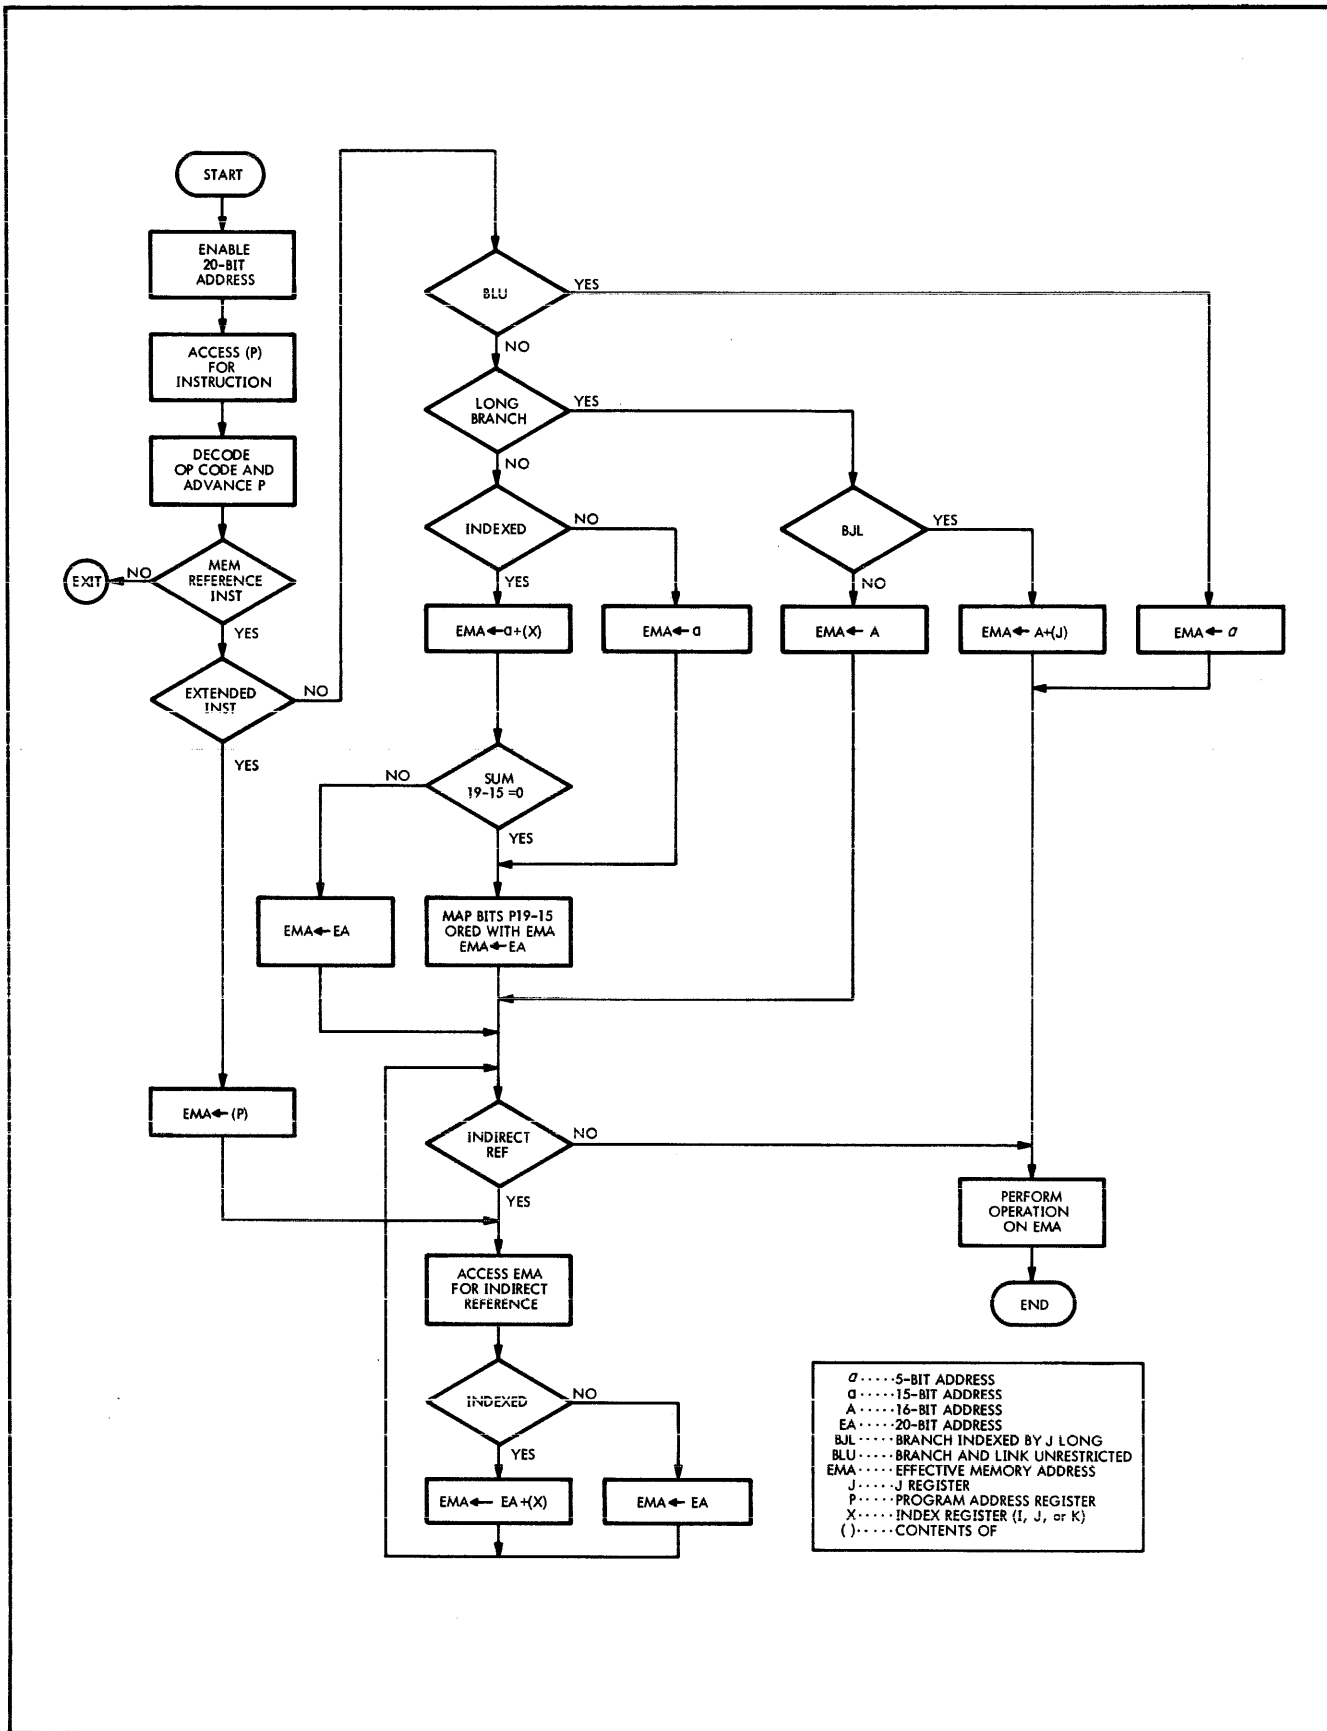 START
ENABLE
20-BIT
ADDRESS
ACCESS (P)
FOR
INSTRUCTION
DECODE
OP CODE AND
ADVANCE P
MEM
REFERENCE
INST
NO
EXIT
YES
EXTENDED
INST
NO
YES
EMA←(P)
BLU
YES
NO
LONG
BRANCH
YES
NO
INDEXED
NO
YES
BJL
YES
NO
EMA←a+(X)
EMA←a
EMA← A
EMA← A+(J)
EMA← α
SUM
19-15 =0
NO
YES
EMA←EA
MAP BITS P19-15
ORED WITH EMA
EMA←EA
INDIRECT
REF
NO
YES
PERFORM
OPERATION
ON EMA
END
ACCESS EMA
FOR INDIRECT
REFERENCE
INDEXED
NO
YES
EMA← EA+(X)
EMA← EA
α·····5-BIT ADDRESS
a·····15-BIT ADDRESS
A·····16-BIT ADDRESS
EA·····20-BIT ADDRESS
BJL·····BRANCH INDEXED BY J LONG
BLU·····BRANCH AND LINK UNRESTRICTED
EMA·····EFFECTIVE MEMORY ADDRESS
J·····J REGISTER
P·····PROGRAM ADDRESS REGISTER
X·····INDEX REGISTER (I, J, or K)
( )·····CONTENTS OF